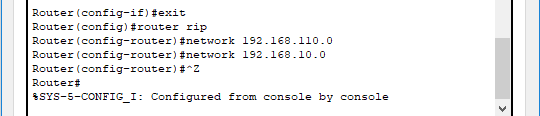 Router(config-if)#exit
Router(config)#router rip
Router(config-router)#network 192.168.110.0
Router(config-router)#network 192.168.10.0
Router(config-router)#^Z
Router#
%SYS-5-CONFIG_I: Configured from console by console